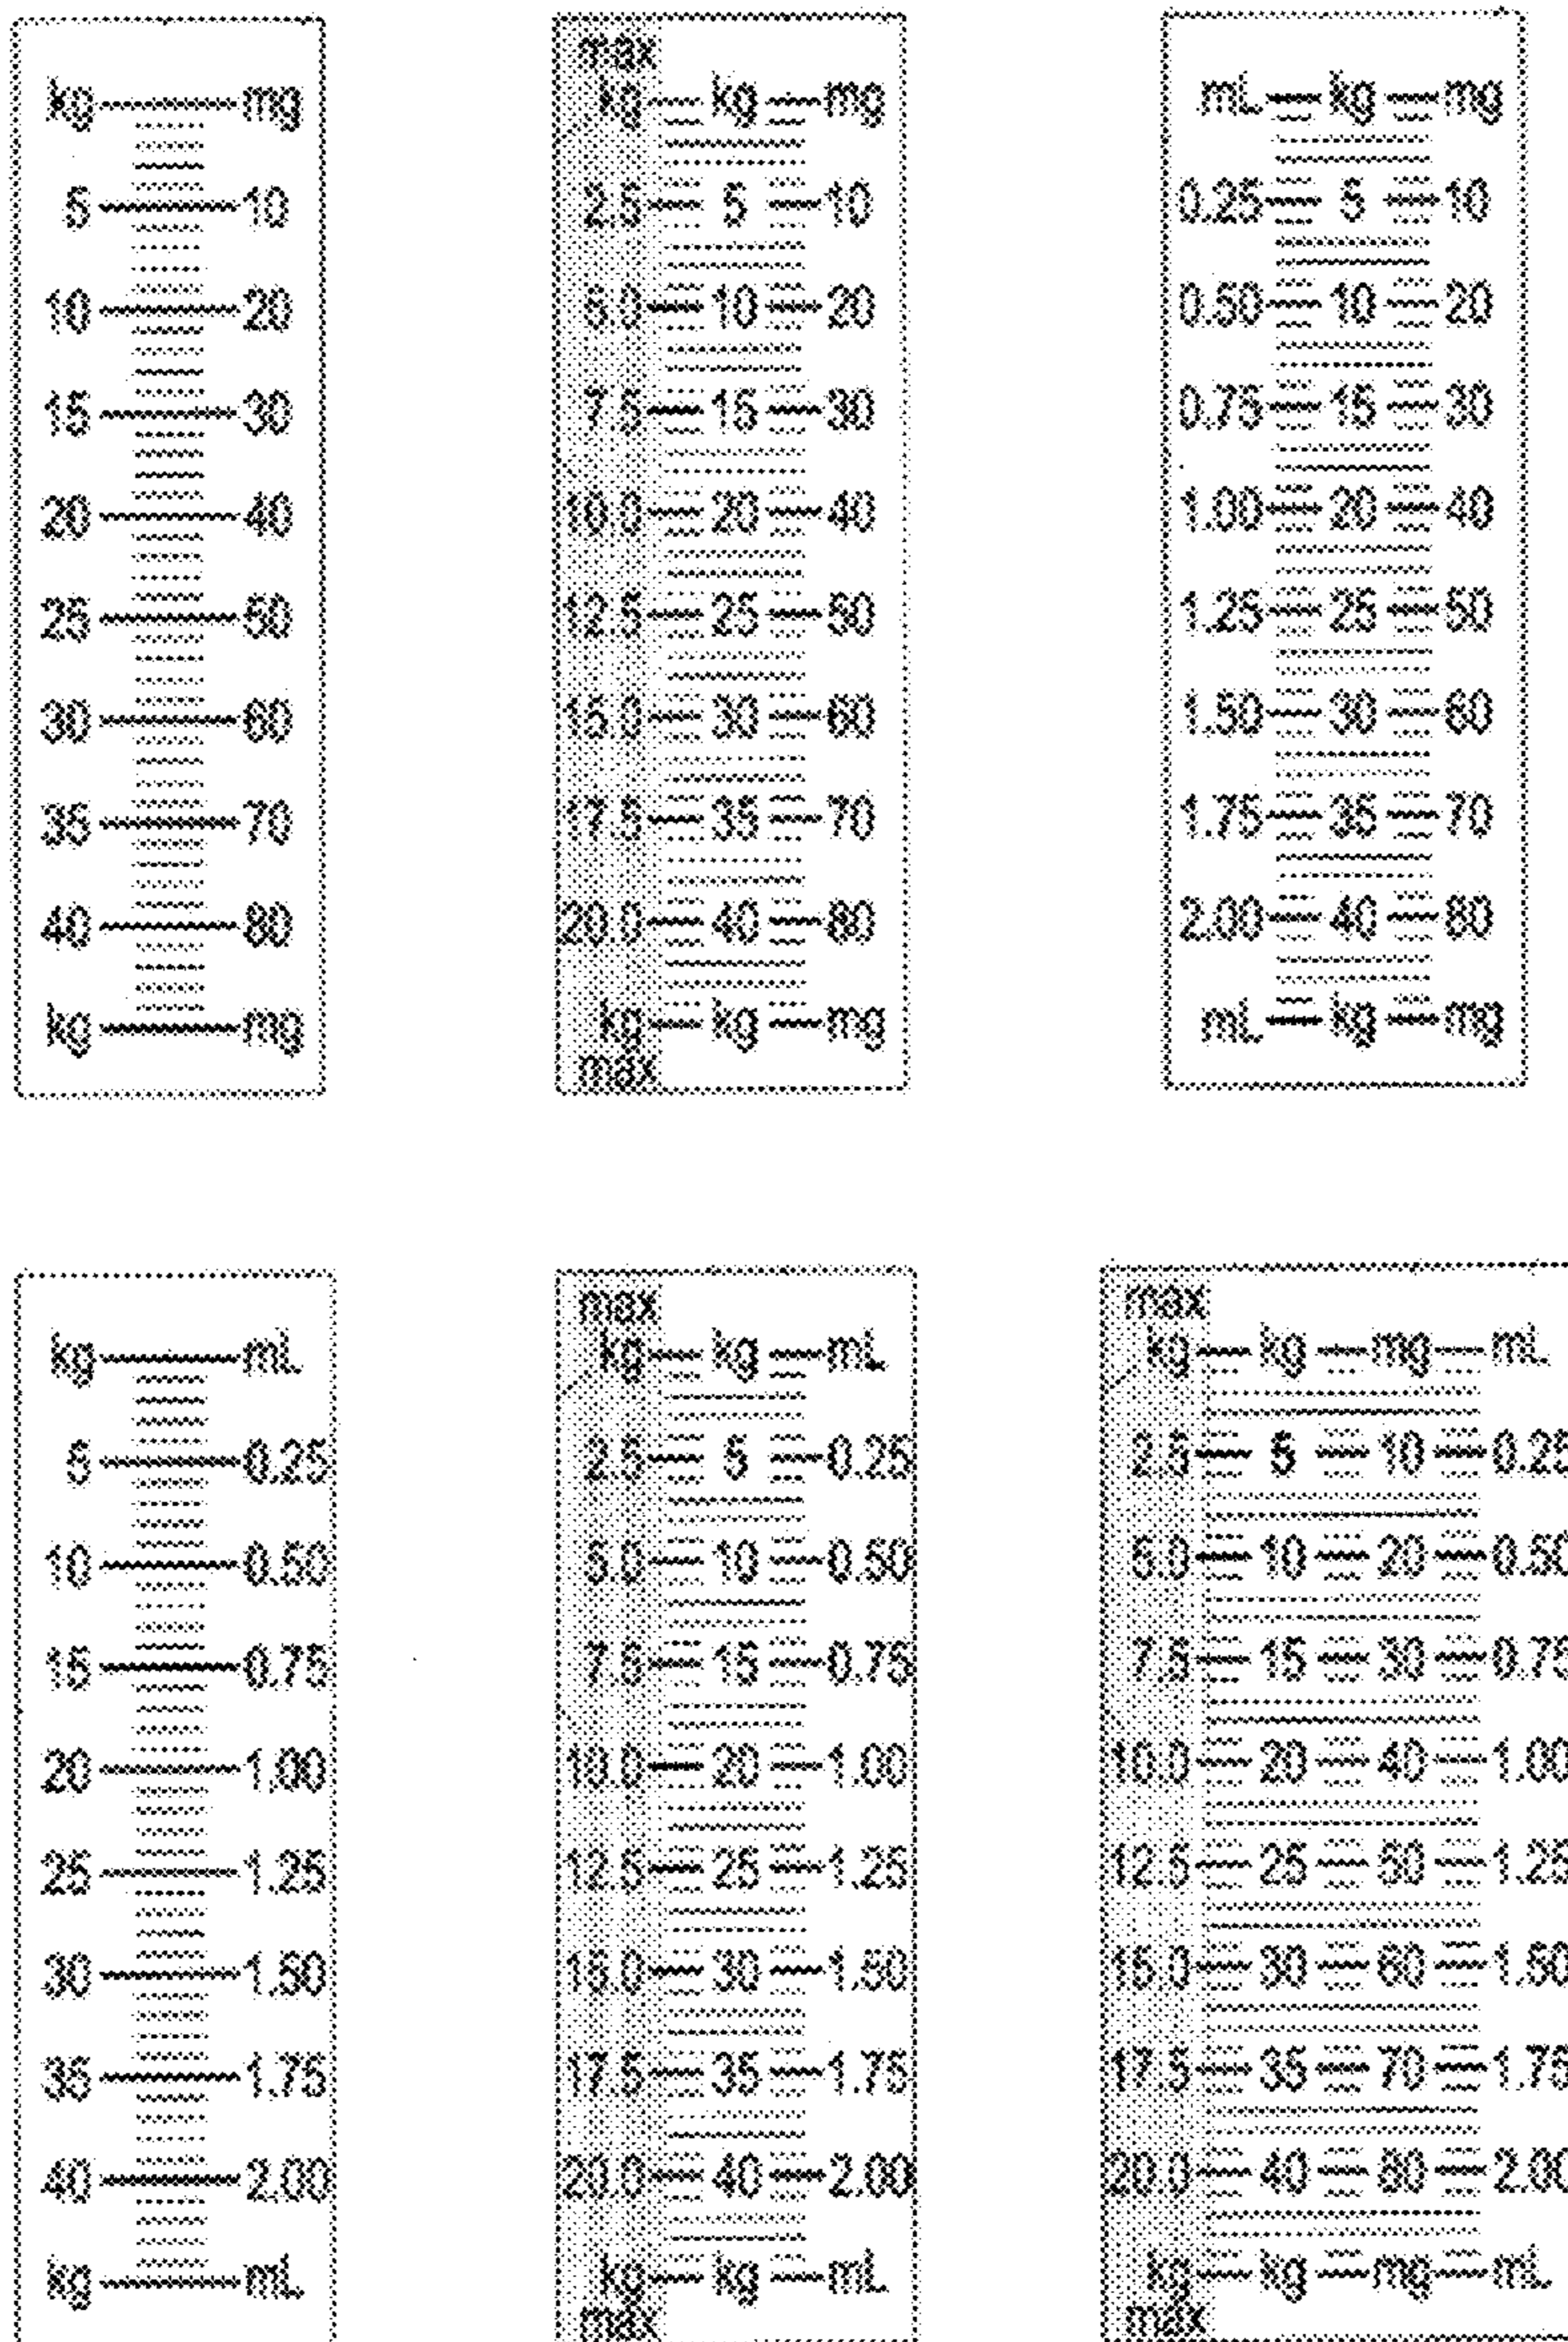 kg mg
5 10
10 20
15 30
20 40
25 50
30 60
35 70
40 80
kg mg
max
kg kg mg
2.5 5 10
5.0 10 20
7.5 15 30
10.0 20 40
12.5 25 50
15.0 30 60
17.5 35 70
20.0 40 80
kg kg mg
max
mL kg mg
0.25 5 10
0.50 10 20
0.75 15 30
1.00 20 40
1.25 25 50
1.50 30 60
1.75 35 70
2.00 40 80
mL kg mg
kg mL
5 0.25
10 0.50
15 0.75
20 1.00
25 1.25
30 1.50
35 1.75
40 2.00
kg mL
max
kg kg mL
2.5 5 0.25
5.0 10 0.50
7.5 15 0.75
10.0 20 1.00
12.5 25 1.25
15.0 30 1.50
17.5 35 1.75
20.0 40 2.00
kg kg mL
max
max
kg kg mg mL
2.5 5 10 0.25
5.0 10 20 0.50
7.5 15 30 0.75
10.0 20 40 1.00
12.5 25 50 1.25
15.0 30 60 1.50
17.5 35 70 1.75
20.0 40 80 2.00
kg kg mg mL
max